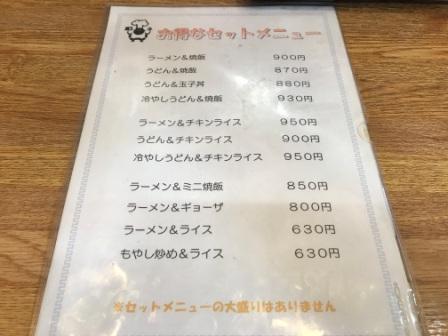 お得なセットメニュー
ラーメン&焼飯 900円
うどん&焼飯 870円
うどん&玉子丼 880円
冷やしうどん&焼飯 930円
ラーメン&チキンライス 950円
うどん&チキンライス 900円
冷やしうどん&チキンライス 950円
ラーメン&ミニ焼飯 850円
ラーメン&ギョーザ 800円
ラーメン&ライス 630円
もやし炒め&ライス 630円
※セットメニューの大盛りはありません